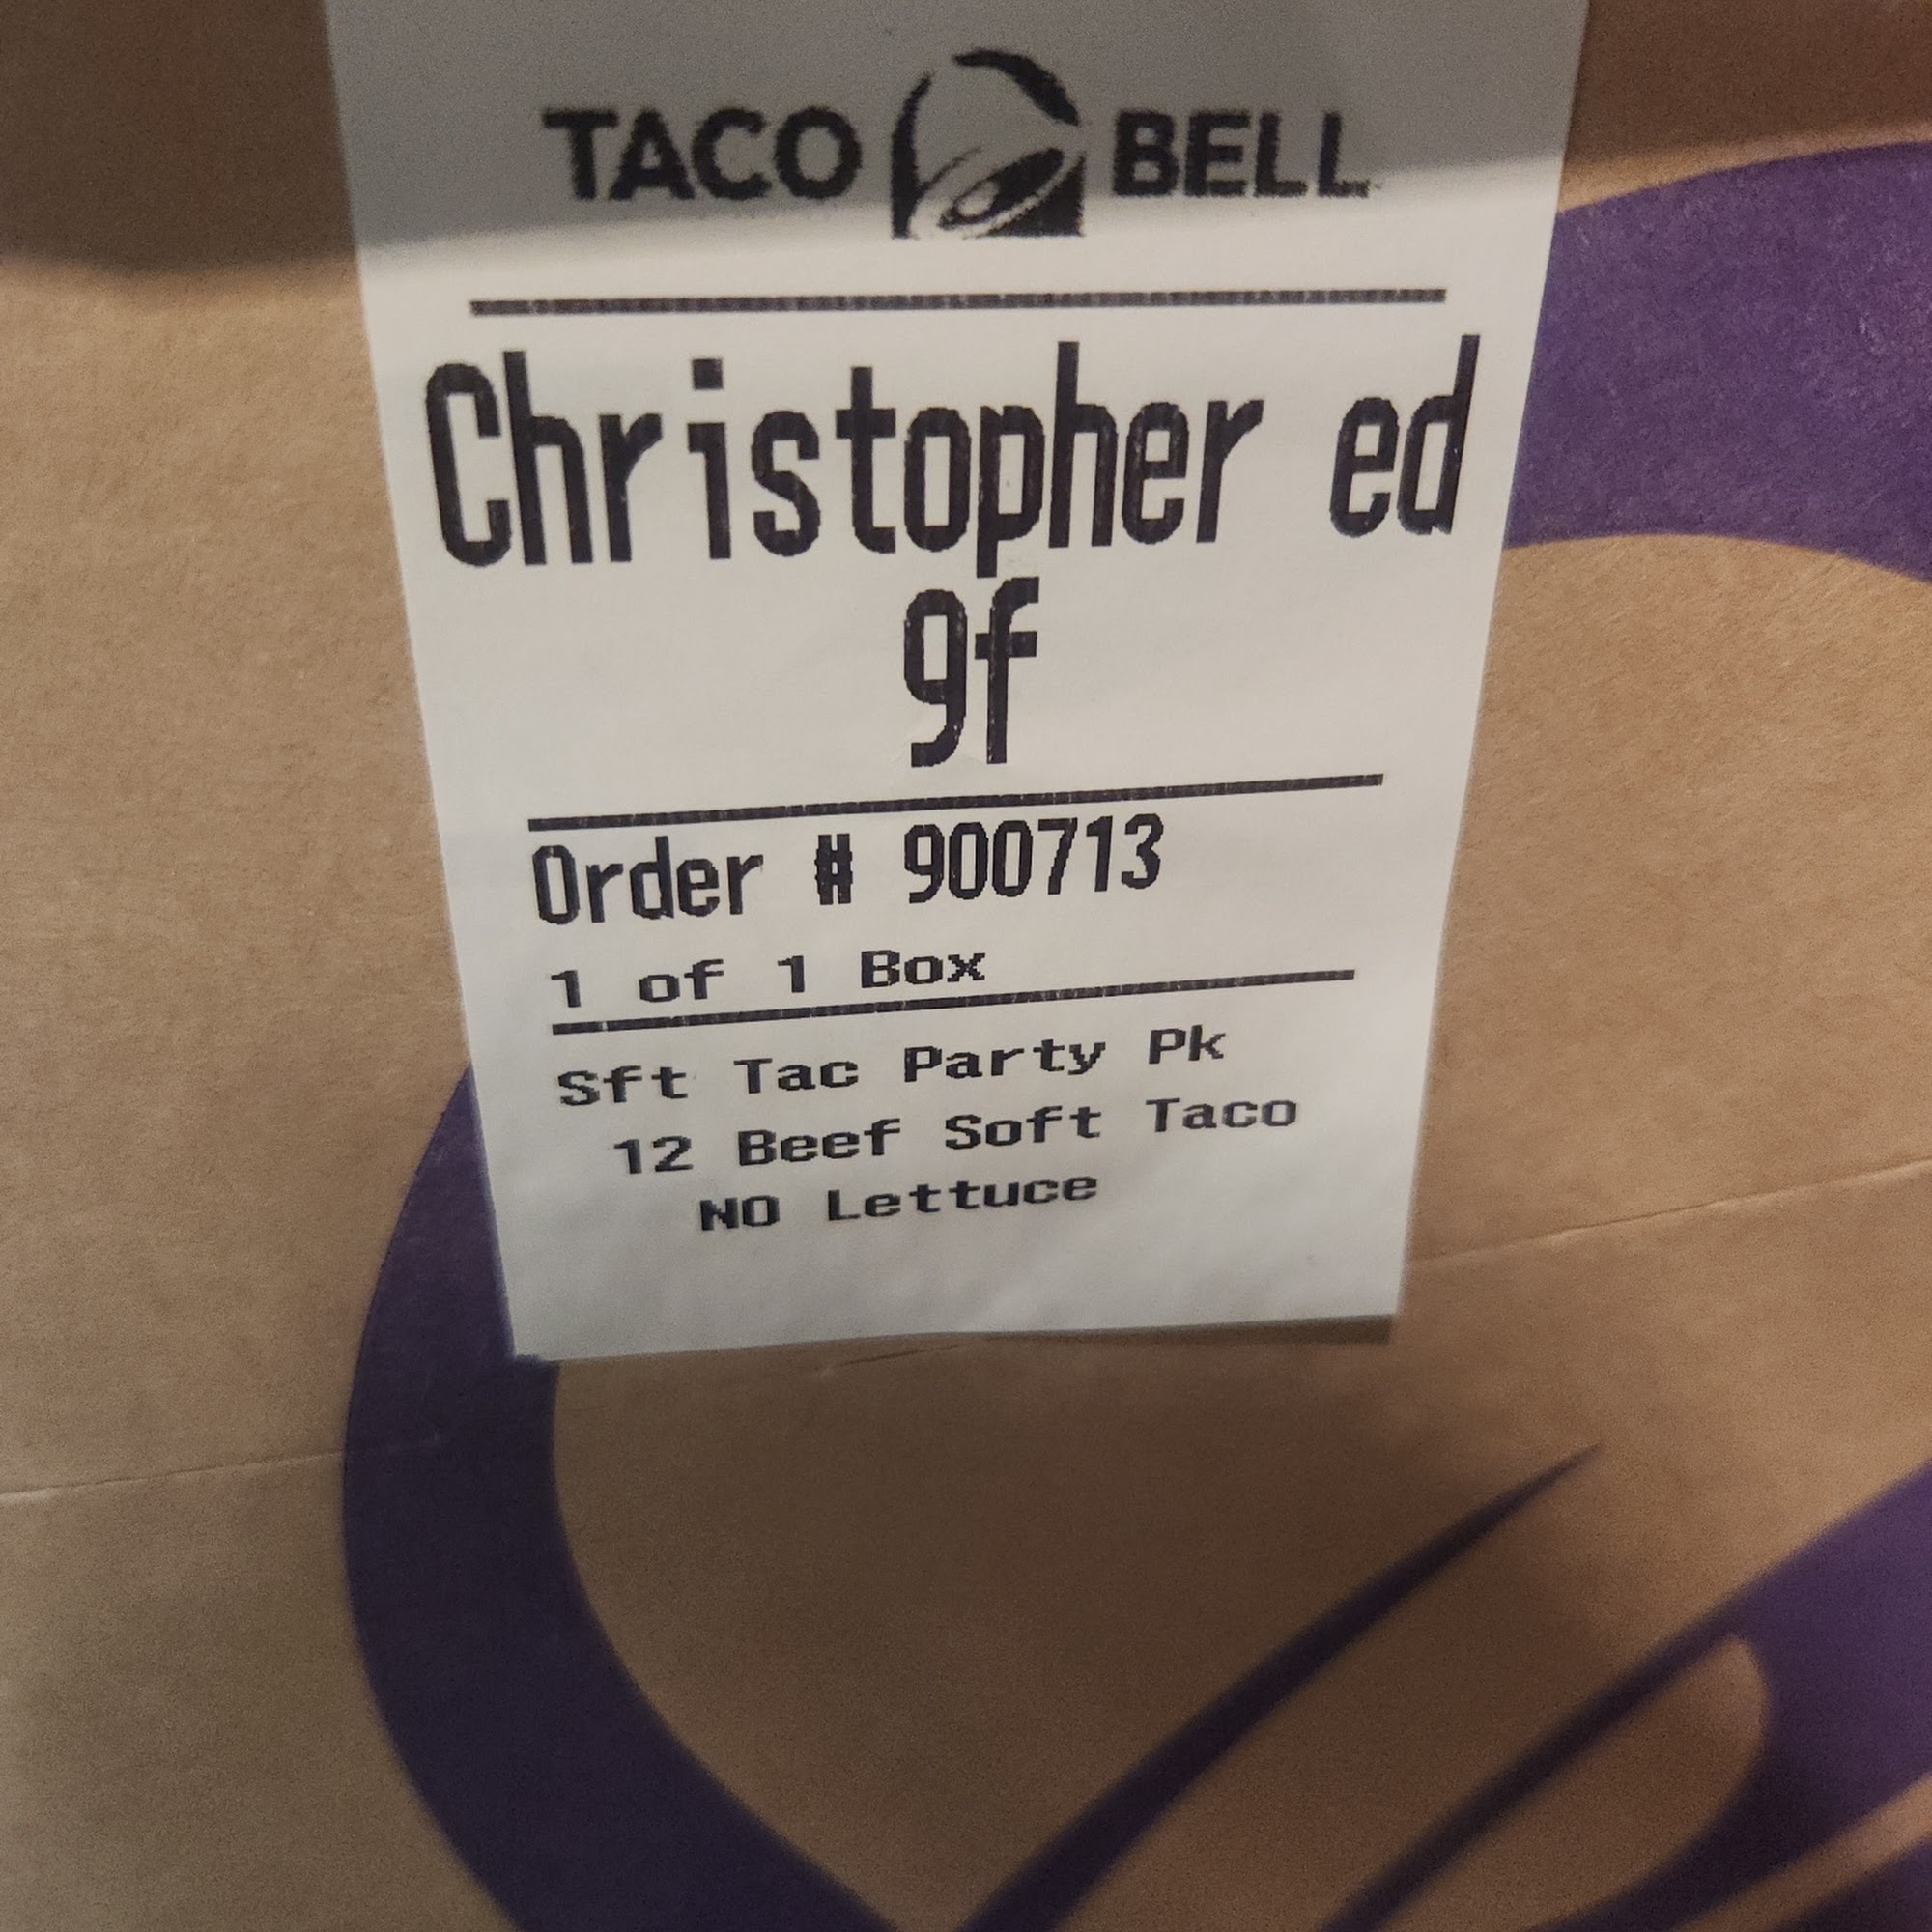 TACO BELL
Christopher ed
gf
Order # 900713
1 of 1 Box
Sft Tac Party Pk
12 Beef Soft Taco
NO Lettuce